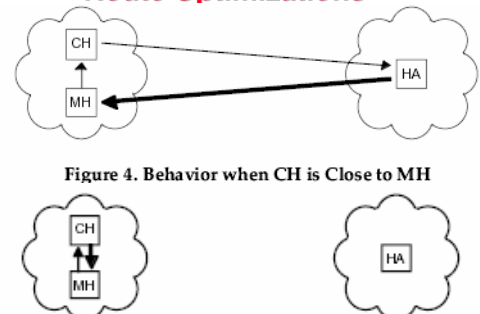 Route Optimizations
CH
HA
MH
Figure 4. Behavior when CH is Close to MH
CH
HA
MH